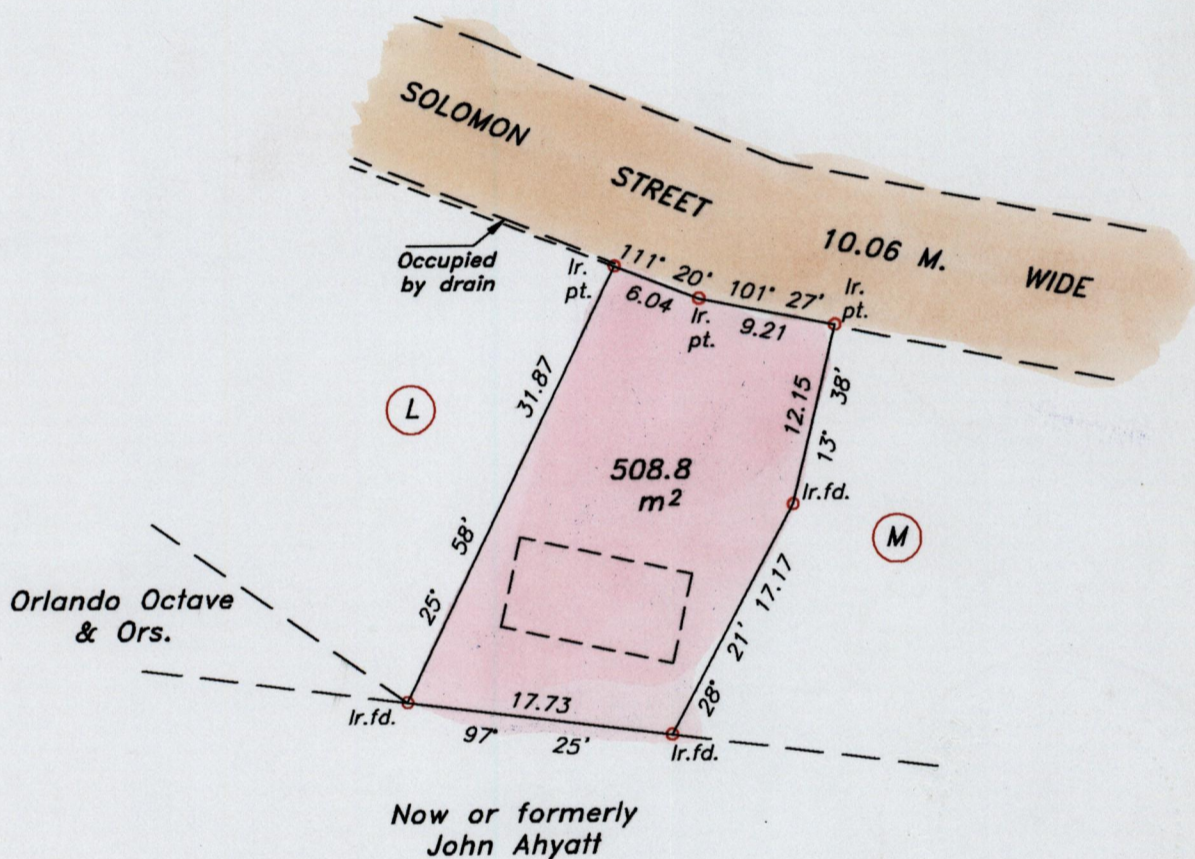 SOLOMON STREET 10.06 M. WIDE
Occupied
by drain
Ir.
pt.
111° 20'
6.04
Ir.
pt.
101° 27'
9.21
Ir.
pt.
31.87
25° 58'
L
12.15
13° 38'
Ir.fd.
508.8
m²
M
17.17
28° 21'
Orlando Octave
& Ors.
Ir.fd.
17.73
97° 25'
Ir.fd.
Now or formerly
John Ahyatt